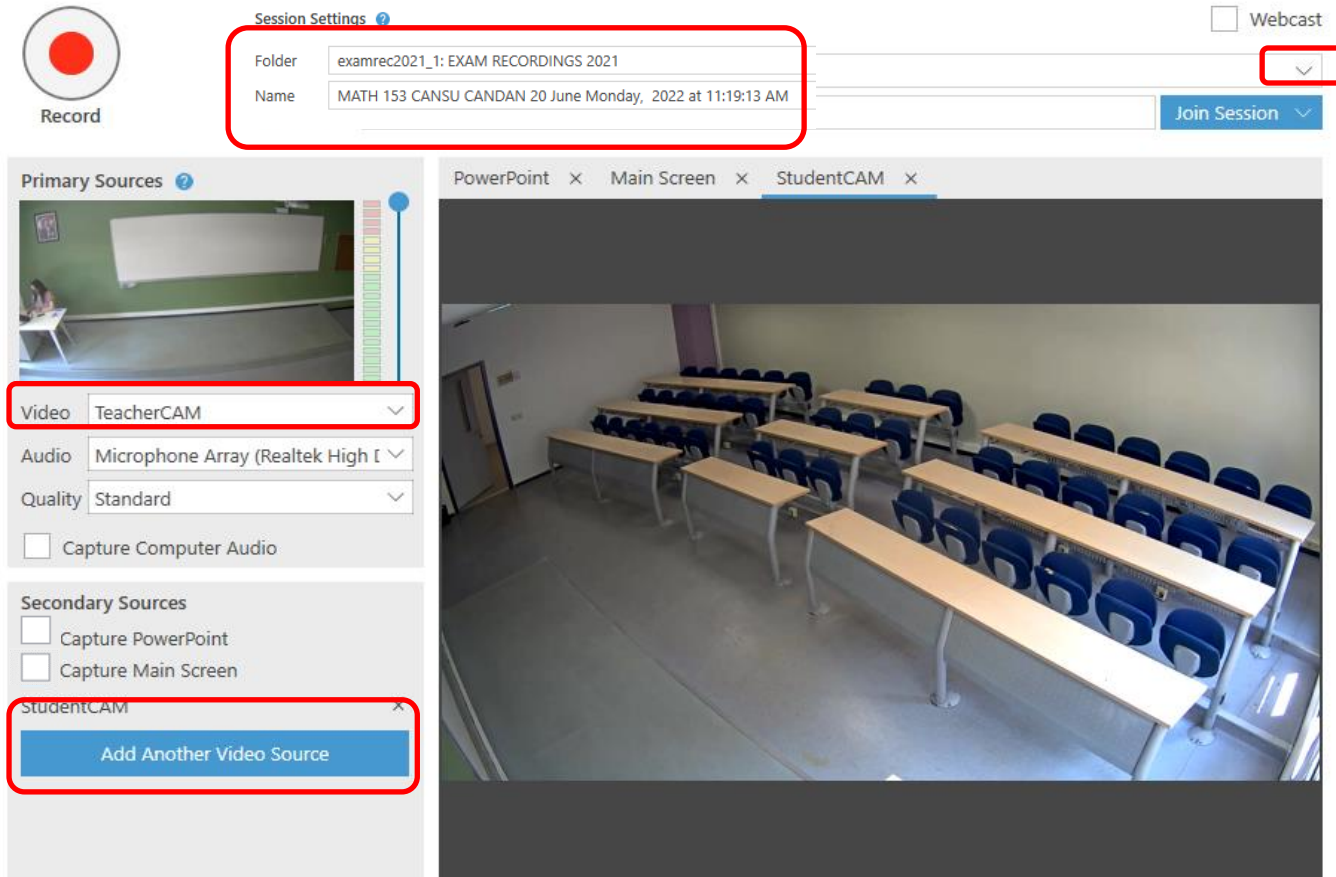 Session Settings ?
Webcast
Folder examrec2021_1: EXAM RECORDINGS 2021
Name MATH 153 CANSU CANDAN 20 June Monday, 2022 at 11:19:13 AM
Record
Join Session
Primary Sources ?
PowerPoint × Main Screen × StudentCAM ×
Video TeacherCAM
Audio Microphone Array (Realtek High D
Quality Standard
Capture Computer Audio
Secondary Sources
Capture PowerPoint
Capture Main Screen
StudentCAM ×
Add Another Video Source